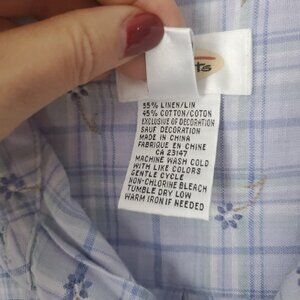 ts
55% LINEN/LIN
45% COTTON/COTON
EXCLUSIVE OF DECORATION
SAUF DECORATION
MADE IN CHINA
FABRIQUE EN CHINE
CA 23147
MACHINE WASH COLD
WITH LIKE COLORS
GENTLE CYCLE
NON-CHLORINE BLEACH
TUMBLE DRY LOW
WARM IRON IF NEEDED